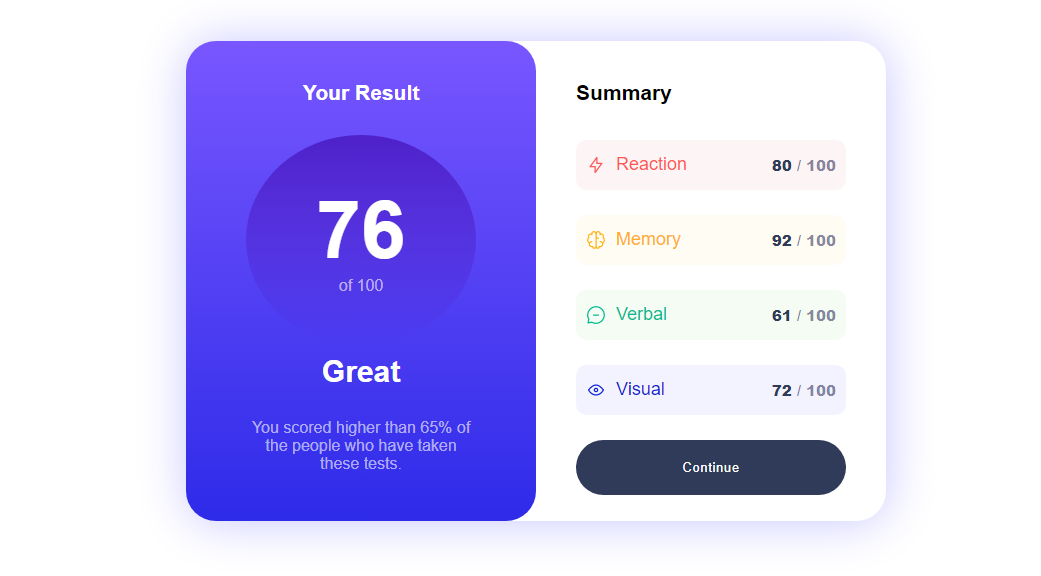 Your Result
76
of 100
Great
You scored higher than 65% of
the people who have taken
these tests.
Summary
Reaction 80 / 100
Memory 92 / 100
Verbal 61 / 100
Visual 72 / 100
Continue